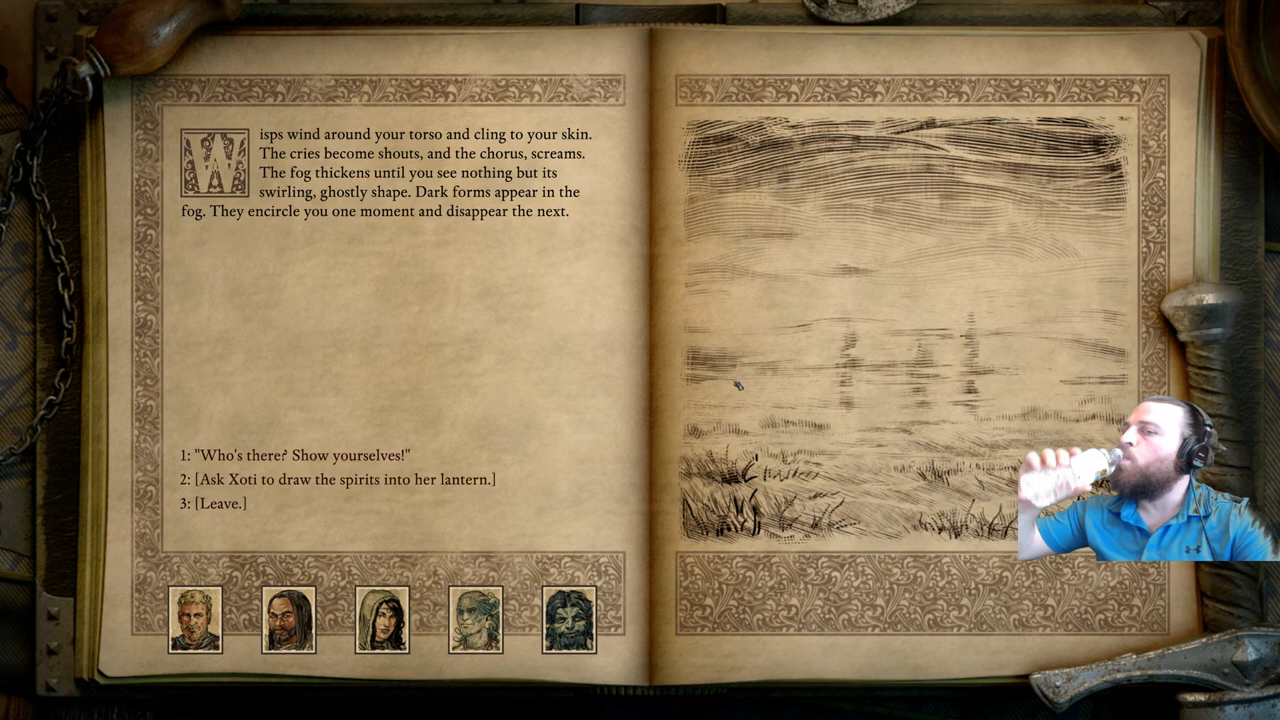 Wisps wind around your torso and cling to your skin.
The cries become shouts, and the chorus, screams.
The fog thickens until you see nothing but its
swirling, ghostly shape. Dark forms appear in the
fog. They encircle you one moment and disappear the next.
1: "Who's there? Show yourselves!"
2: [Ask Xoti to draw the spirits into her lantern.]
3: [Leave.]